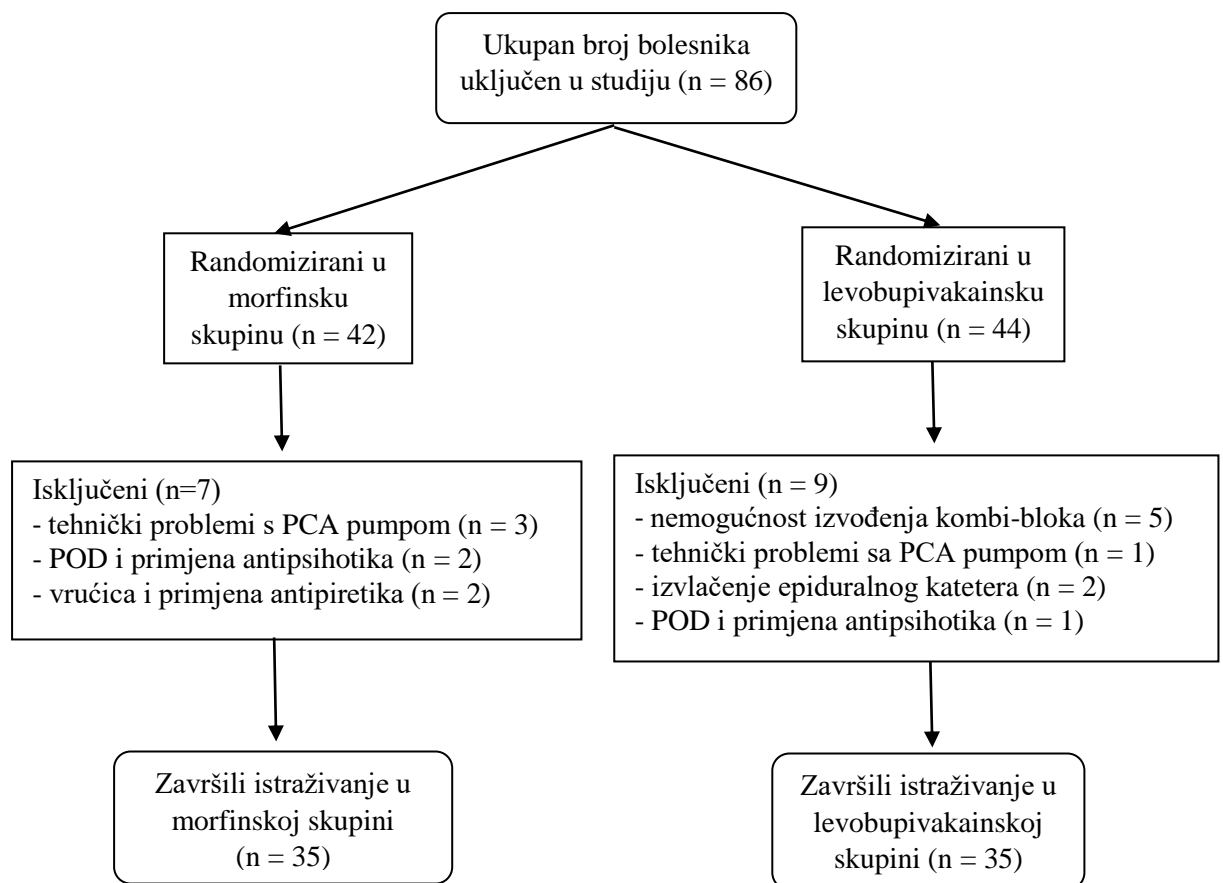 Ukupan broj bolesnika
uključen u studiju (n = 86)
Randomizirani u
morfinsku
skupinu (n = 42)
Randomizirani u
levobupivakainsku
skupinu (n = 44)
Isključeni (n=7)
- tehnički problemi s PCA pumpom (n = 3)
- POD i primjena antipsihotika (n = 2)
- vrućica i primjena antipiretika (n = 2)
Isključeni (n = 9)
- nemogućnost izvođenja kombi-bloka (n = 5)
- tehnički problemi sa PCA pumpom (n = 1)
- izvlačenje epiduralnog katetera (n = 2)
- POD i primjena antipsihotika (n = 1)
Završili istraživanje u
morfinskoj skupini
(n = 35)
Završili istraživanje u
levobupivakainskoj
skupini (n = 35)